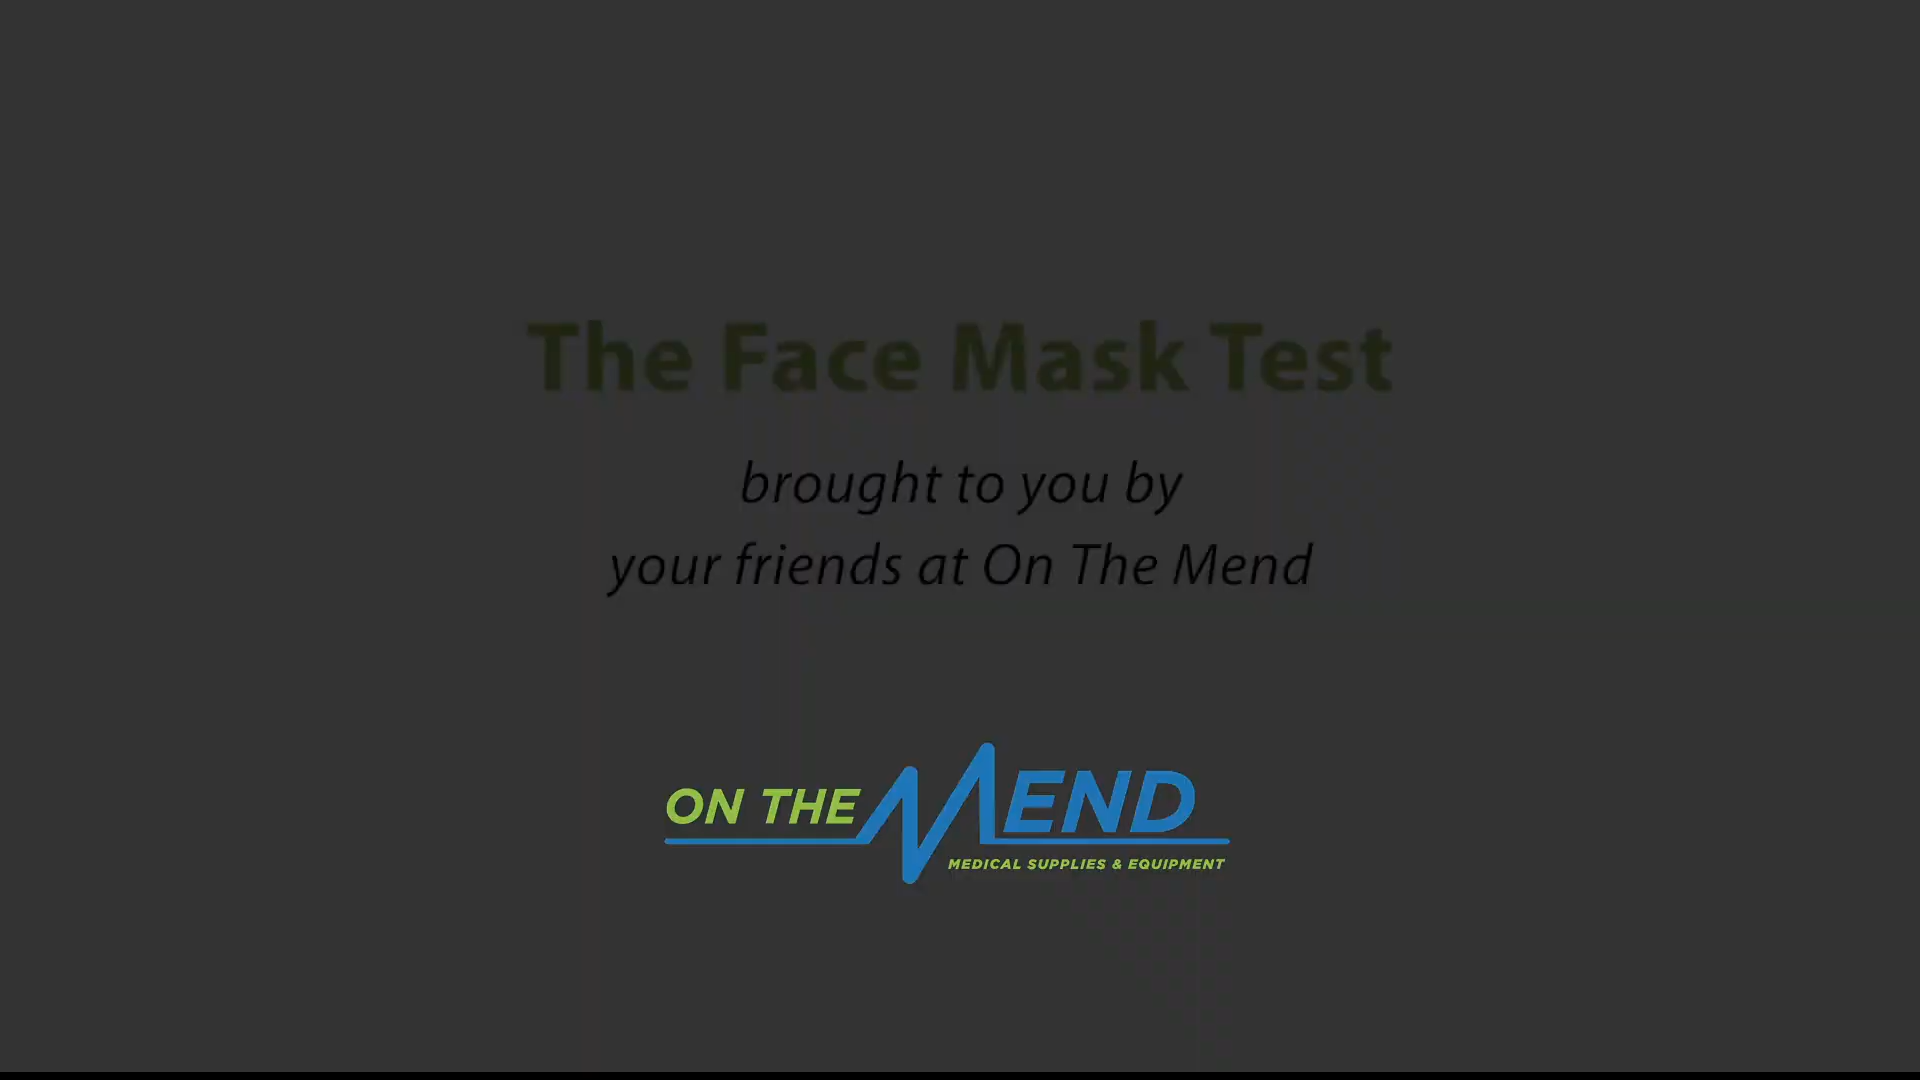 The Face Mask Test
brought to you by
your friends at On The Mend
ON THE MEND
MEDICAL SUPPLIES & EQUIPMENT